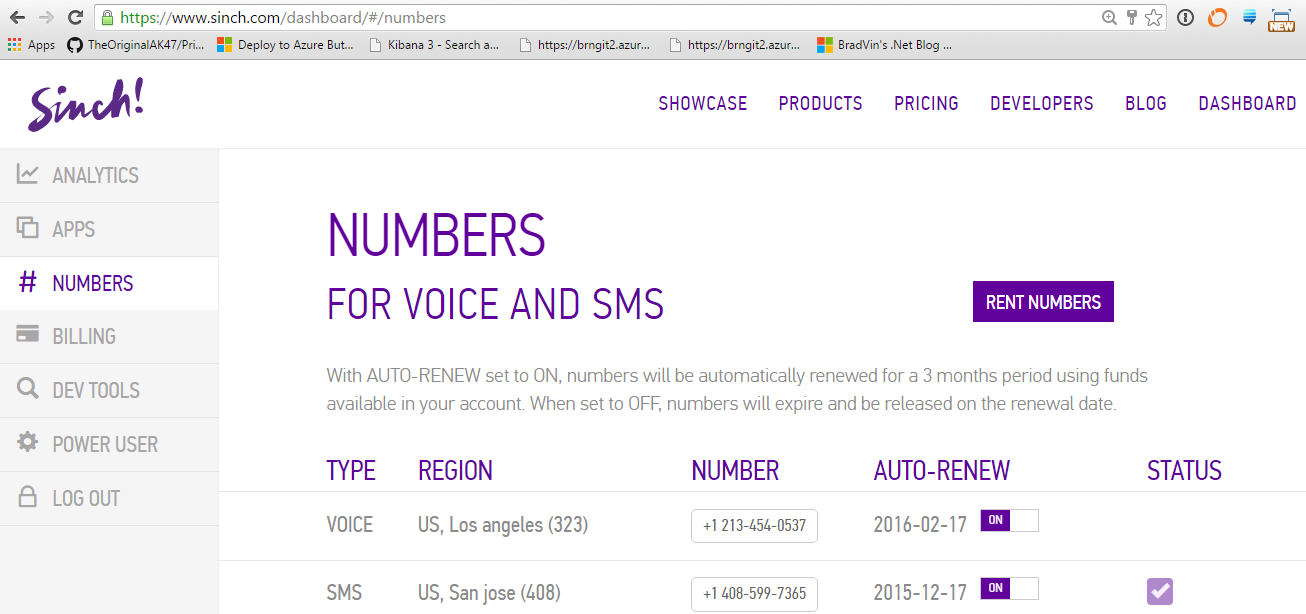 https://www.sinch.com/dashboard/#/numbers
Apps TheOriginalAK47/Pri... Deploy to Azure But... Kibana 3 - Search a... https://brngit2.azur... https://brngit2.azur... BradVin's .Net Blog ...
NEW
Sinch!
SHOWCASE PRODUCTS PRICING DEVELOPERS BLOG DASHBOARD
ANALYTICS
APPS
# NUMBERS
BILLING
DEV TOOLS
POWER USER
LOG OUT
NUMBERS
FOR VOICE AND SMS
RENT NUMBERS
With AUTO-RENEW set to ON, numbers will be automatically renewed for a 3 months period using funds
available in your account. When set to OFF, numbers will expire and be released on the renewal date.
TYPE REGION NUMBER AUTO-RENEW STATUS
VOICE US, Los angeles (323) +1 213-454-0537 2016-02-17 ON
SMS US, San jose (408) +1 408-599-7365 2015-12-17 ON